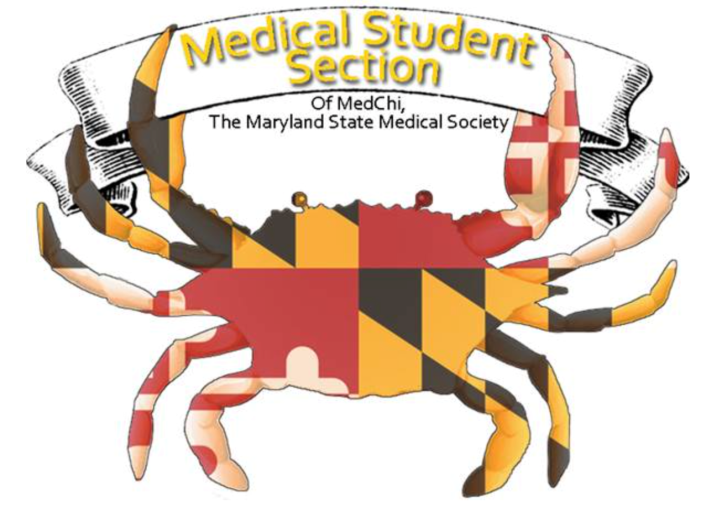 Medical Student
Section
Of MedChi,
The Maryland State Medical Society